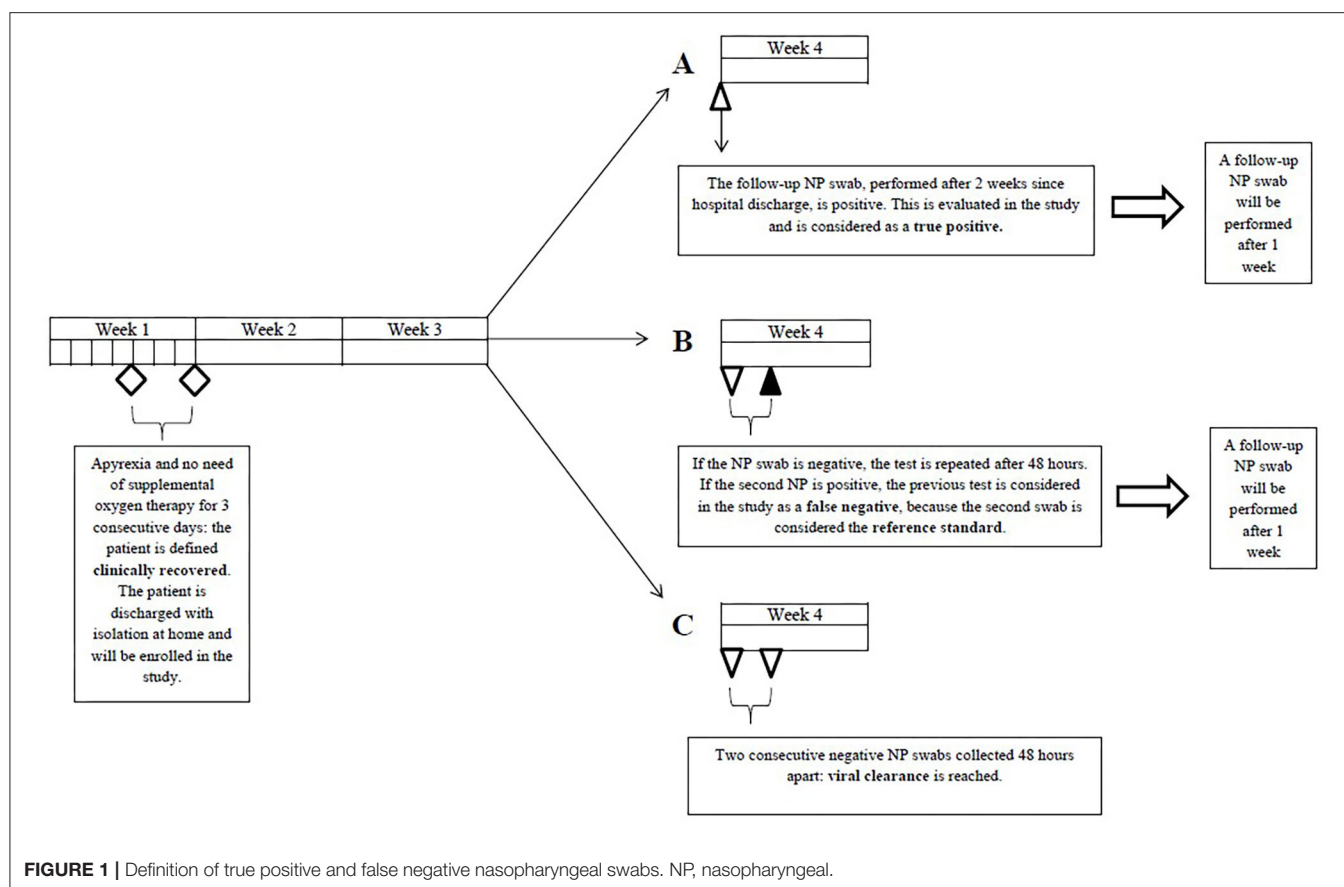 A
Week 4
The follow-up NP swab, performed after 2 weeks since
hospital discharge, is positive. This is evaluated in the study
and is considered as a true positive.
A follow-up
NP swab
will be
performed
after 1
week
Week 1
Week 2
Week 3
Apyrexia and no need
of supplemental
oxygen therapy for 3
consecutive days: the
patient is defined
clinically recovered.
The patient is
discharged with
isolation at home and
will be enrolled in the
study.
B
Week 4
If the NP swab is negative, the test is repeated after 48 hours.
If the second NP is positive, the previous test is considered
in the study as a false negative, because the second swab is
considered the reference standard.
A follow-up
NP swab
will be
performed
after 1
week
C
Week 4
Two consecutive negative NP swabs collected 48 hours
apart: viral clearance is reached.
FIGURE 1 | Definition of true positive and false negative nasopharyngeal swabs. NP, nasopharyngeal.